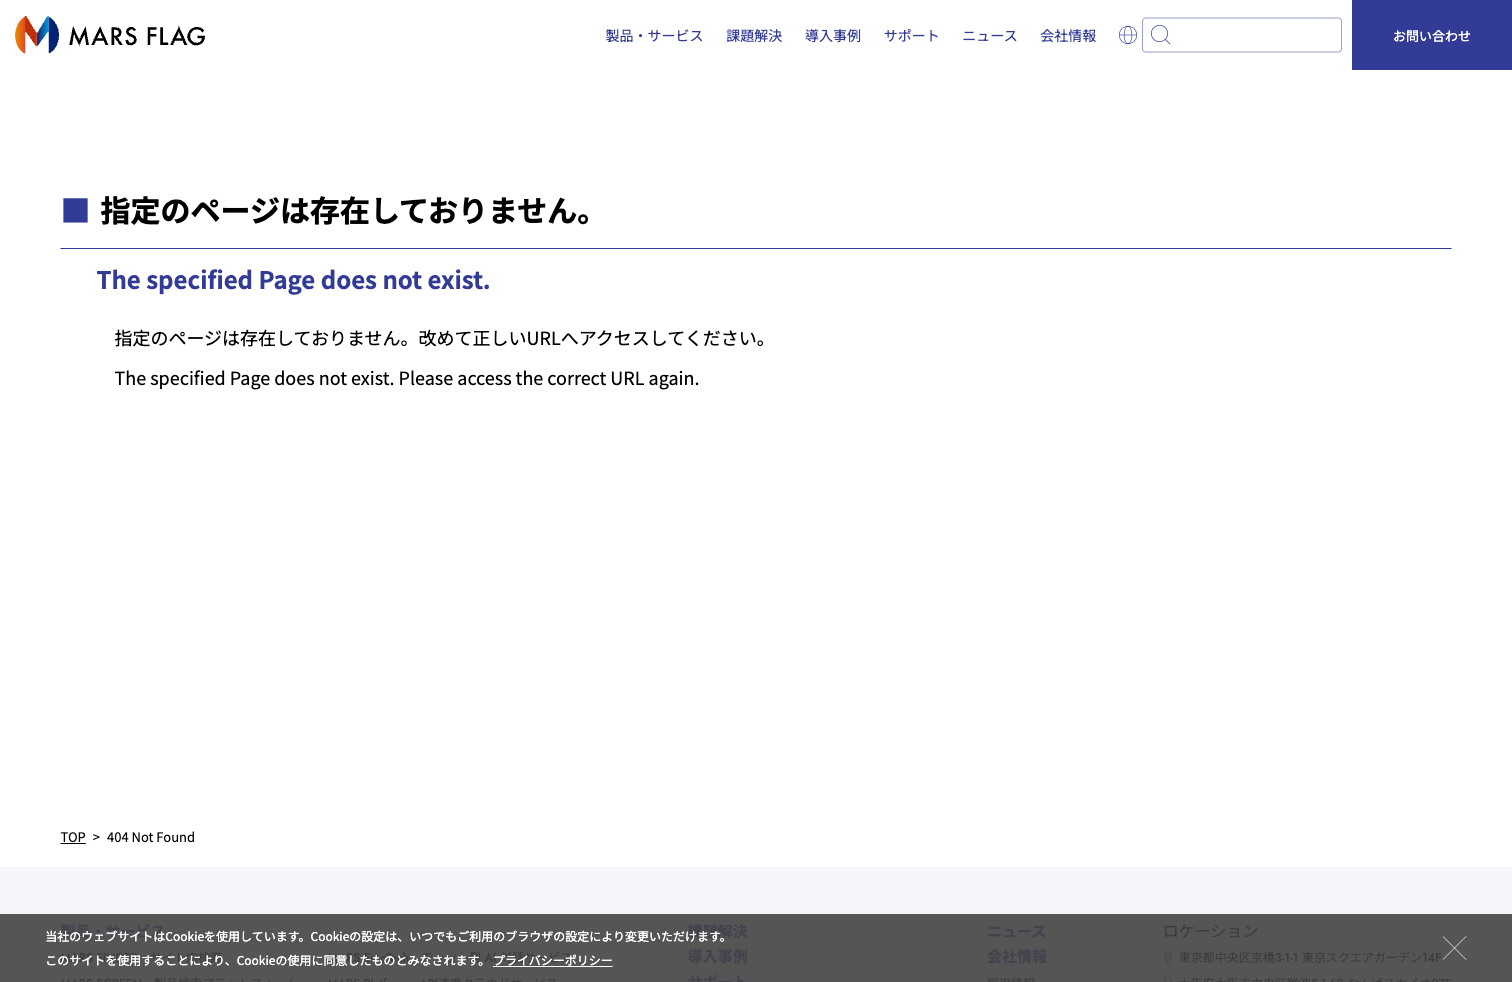 MARS FLAG
製品・サービス 課題解決 導入事例 サポート ニュース 会社情報
お問い合わせ
■ 指定のページは存在しておりません。
The specified Page does not exist.
指定のページは存在しておりません。改めて正しいURLへアクセスしてください。
The specified Page does not exist. Please access the correct URL again.
TOP > 404 Not Found
当社のウェブサイトはCookieを使用しています。Cookieの設定は、いつでもご利用のブラウザの設定により変更いただけます。
このサイトを使用することにより、Cookieの使用に同意したものとみなされます。 プライバシーポリシー
導入事例
ニュース
会社情報
ロケーション
東京都中央区京橋3-1-1 東京スクエアガーデン14F